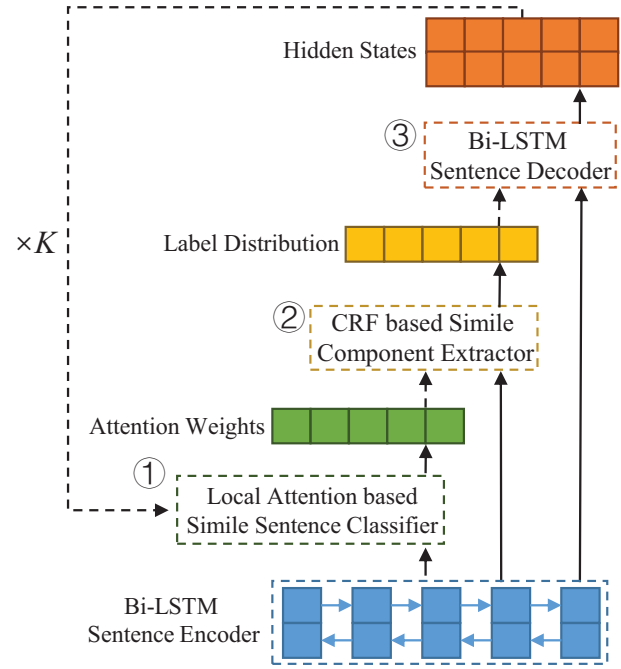 Hidden States
③
Bi-LSTM
Sentence Decoder
×K
Label Distribution
②
CRF based Simile
Component Extractor
Attention Weights
①
Local Attention based
Simile Sentence Classifier
Bi-LSTM
Sentence Encoder